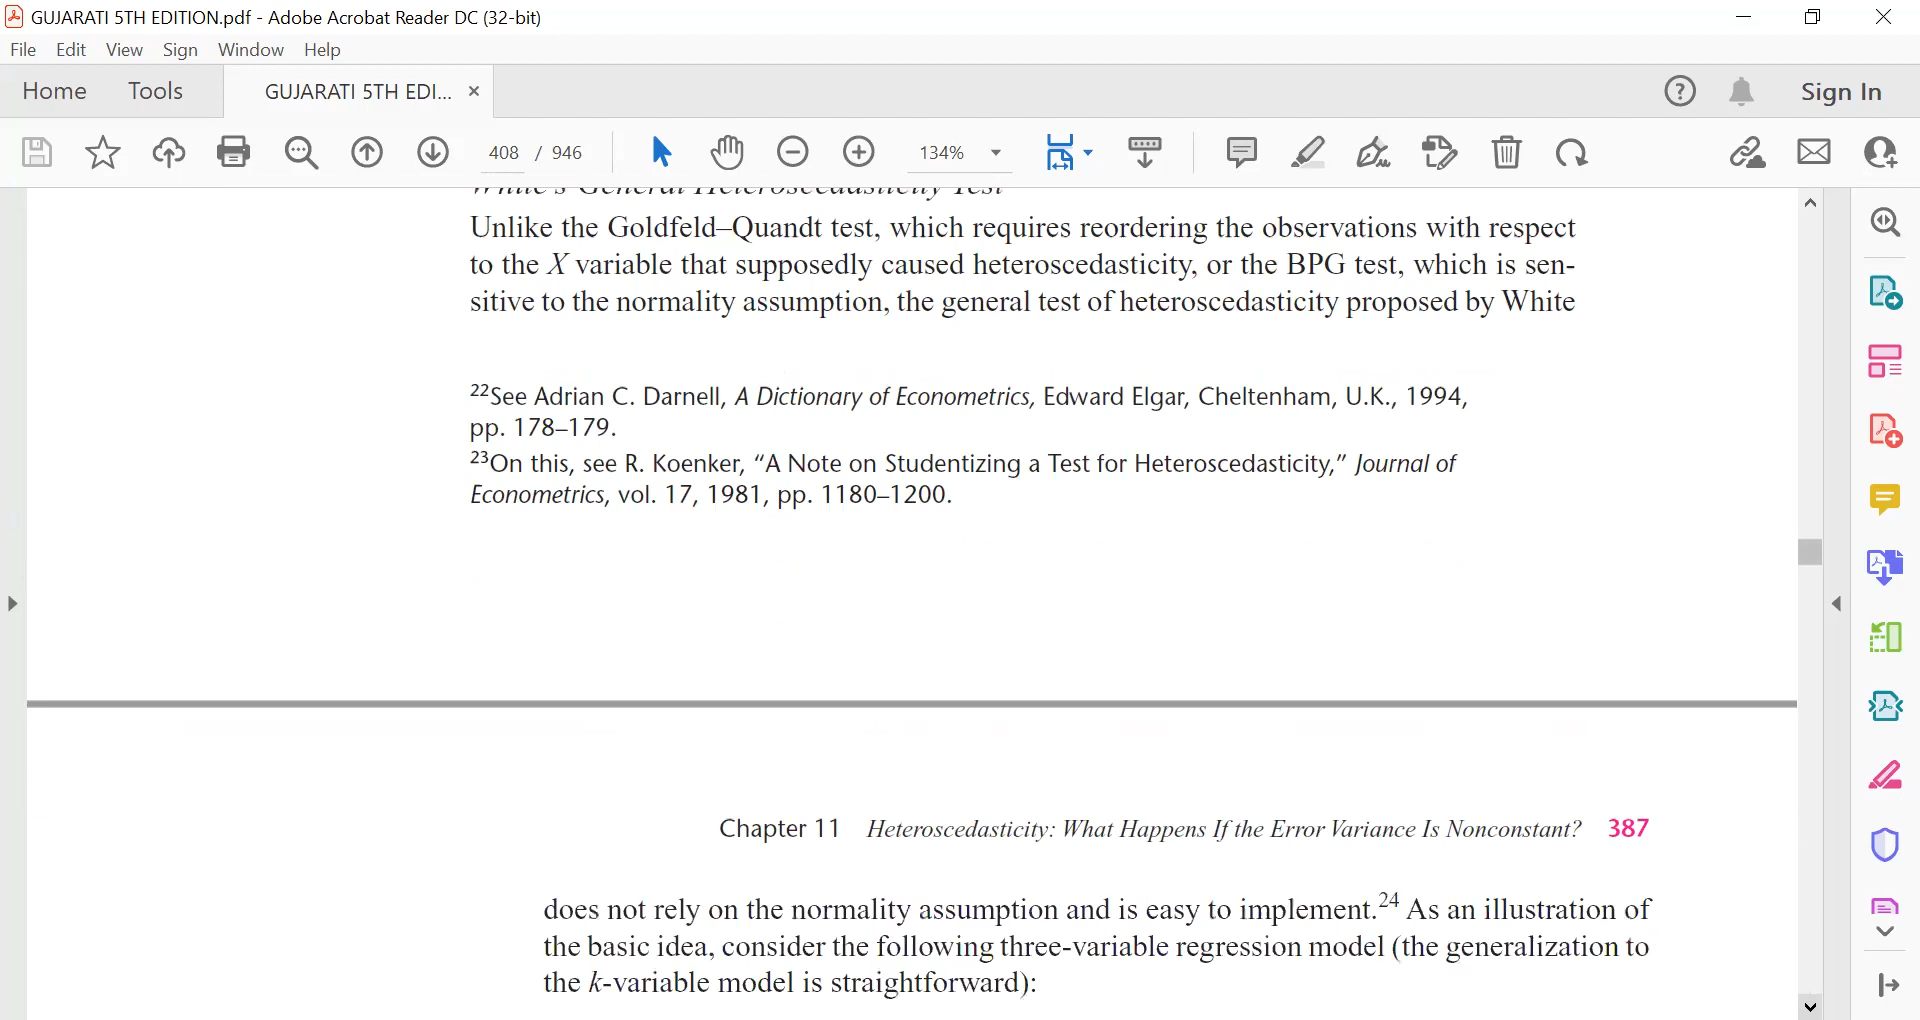 GUJARATI 5TH EDITION.pdf - Adobe Acrobat Reader DC (32-bit)
File Edit View Sign Window Help
Home Tools GUJARATI 5TH EDI... × Sign In
408 / 946 134%
White's General Heteroscedasticity Test
Unlike the Goldfeld–Quandt test, which requires reordering the observations with respect
to the X variable that supposedly caused heteroscedasticity, or the BPG test, which is sen-
sitive to the normality assumption, the general test of heteroscedasticity proposed by White
22See Adrian C. Darnell, A Dictionary of Econometrics, Edward Elgar, Cheltenham, U.K., 1994,
pp. 178–179.
23On this, see R. Koenker, “A Note on Studentizing a Test for Heteroscedasticity,” Journal of
Econometrics, vol. 17, 1981, pp. 1180–1200.
Chapter 11 Heteroscedasticity: What Happens If the Error Variance Is Nonconstant? 387
does not rely on the normality assumption and is easy to implement.24 As an illustration of
the basic idea, consider the following three-variable regression model (the generalization to
the k-variable model is straightforward):